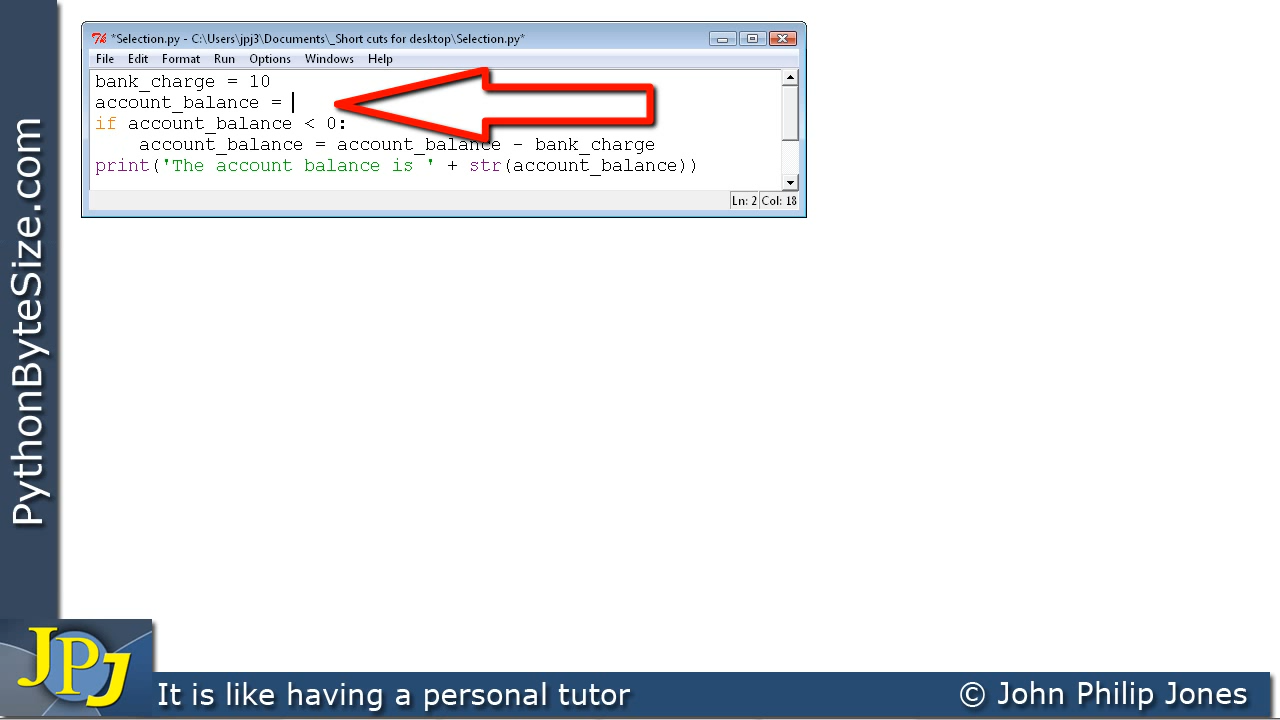 *Selection.py - C:\Users\jpj3\Documents\_Short cuts for desktop\Selection.py*
File Edit Format Run Options Windows Help
bank_charge = 10
account_balance =
if account_balance < 0:
    account_balance = account_balance - bank_charge
print('The account balance is ' + str(account_balance))
Ln: 2 Col: 18
PythonByteSize.com
JPJ
It is like having a personal tutor
© John Philip Jones